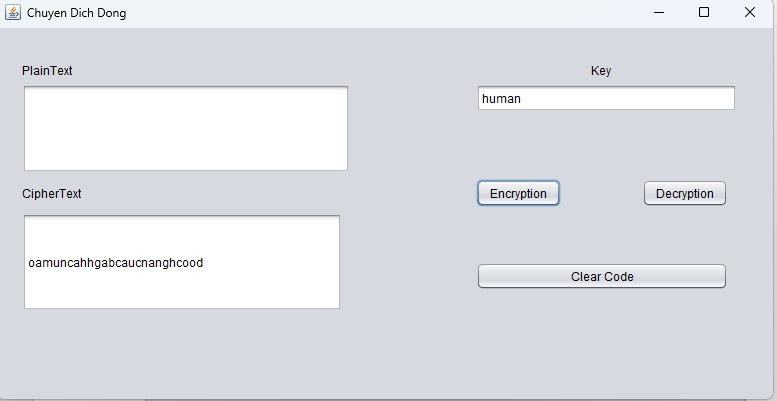 Chuyen Dich Dong
PlainText
Key
human
CipherText
Encryption
Decryption
oamuncahhgabcaucnanghcood
Clear Code